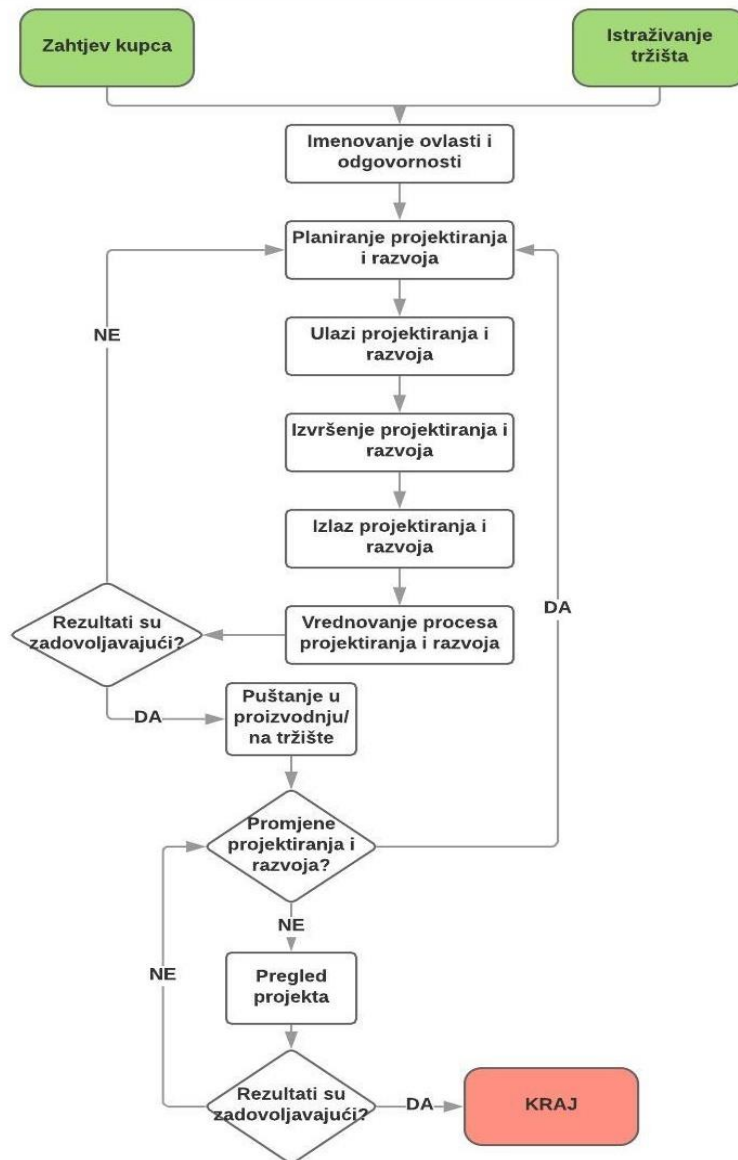 Zahtjev kupca
Istraživanje
tržišta
Imenovanje ovlasti i
odgovornosti
Planiranje projektiranja
i razvoja
NE
Ulazi projektiranja i
razvoja
Izvršenje projektiranja i
razvoja
Izlaz projektiranja i
razvoja
DA
Rezultati su
zadovoljavajući?
Vrednovanje procesa
projektiranja i razvoja
DA
Puštanje u
proizvodnju/
na tržište
Promjene
projektiranja i
razvoja?
NE
NE
Pregled
projekta
Rezultati su
zadovoljavajući?
DA
KRAJ